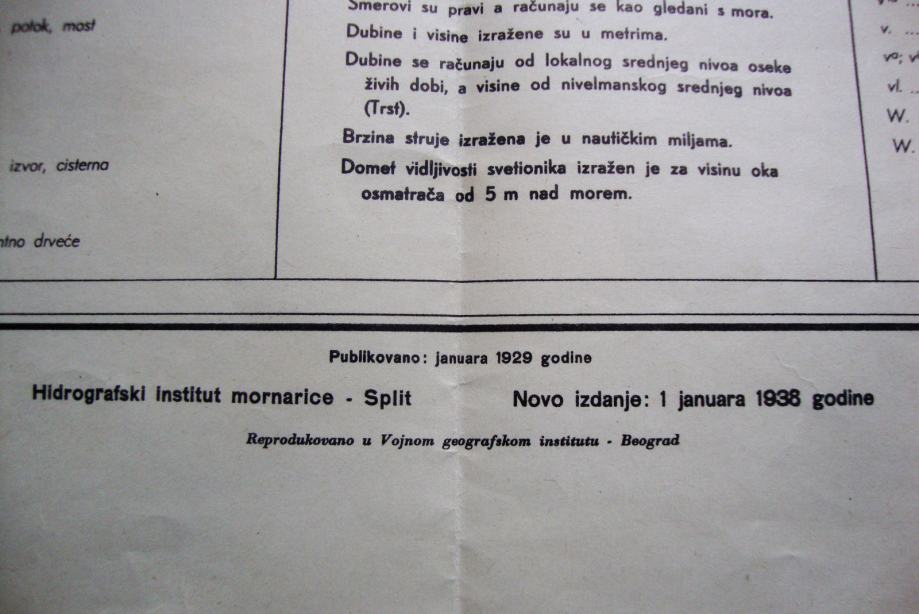 potok, most
izvor, cisterna
drveće
Smerovi su pravi a računaju se kao gledani s mora.
Dubine i visine izražene su u metrima.
Dubine se računaju od lokalnog srednjeg nivoa oseke
živih dobi, a visine od nivelmanskog srednjeg nivoa
(Trst).
Brzina struje izražena je u nautičkim miljama.
Domet vidljivosti svetionika izražen je za visinu oka
osmatrača od 5 m nad morem.
v. ...
vl. ..
W.
W.
Publikovano: januara 1929 godine
Hidrografski institut mornarice - Split
Novo izdanje: 1 januara 1938 godine
Reprodukovano u Vojnom geografskom institutu - Beograd